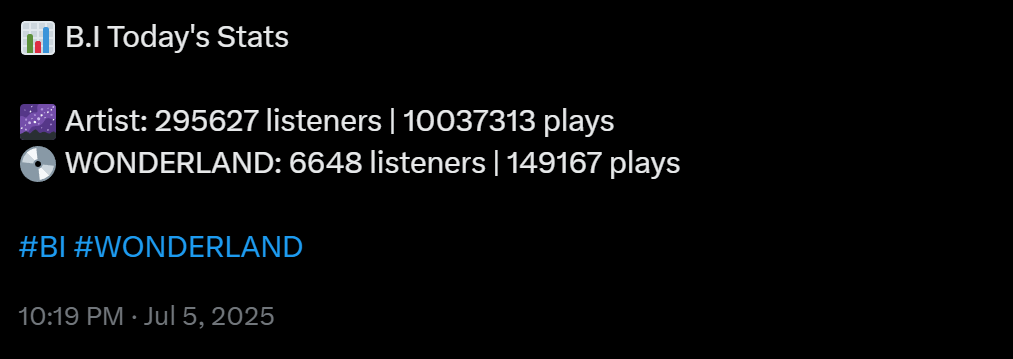 📊 B.I Today's Stats
🌌 Artist: 295627 listeners | 10037313 plays
💿 WONDERLAND: 6648 listeners | 149167 plays
#BI #WONDERLAND
10:19 PM · Jul 5, 2025